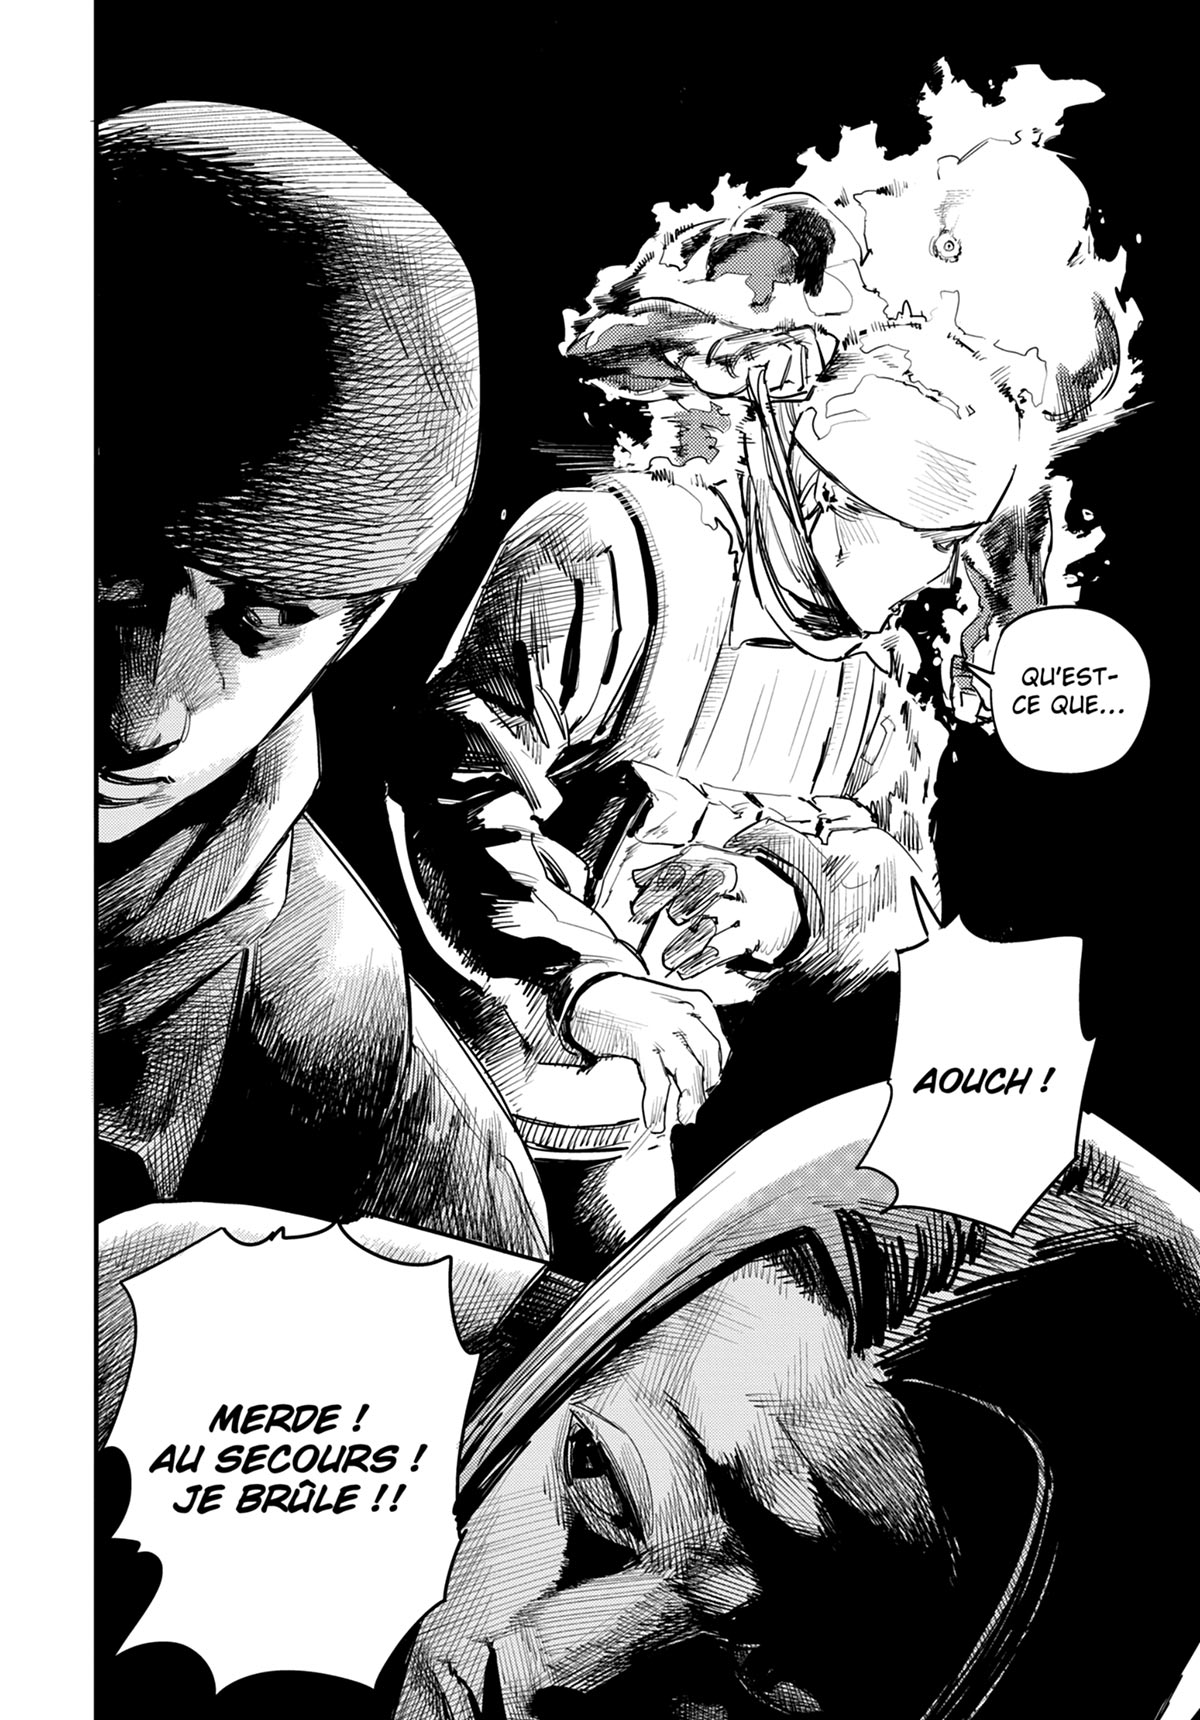 QU'EST-
CE QUE...
AOUCH !
MERDE !
AU SECOURS !
JE BRÛLE !!